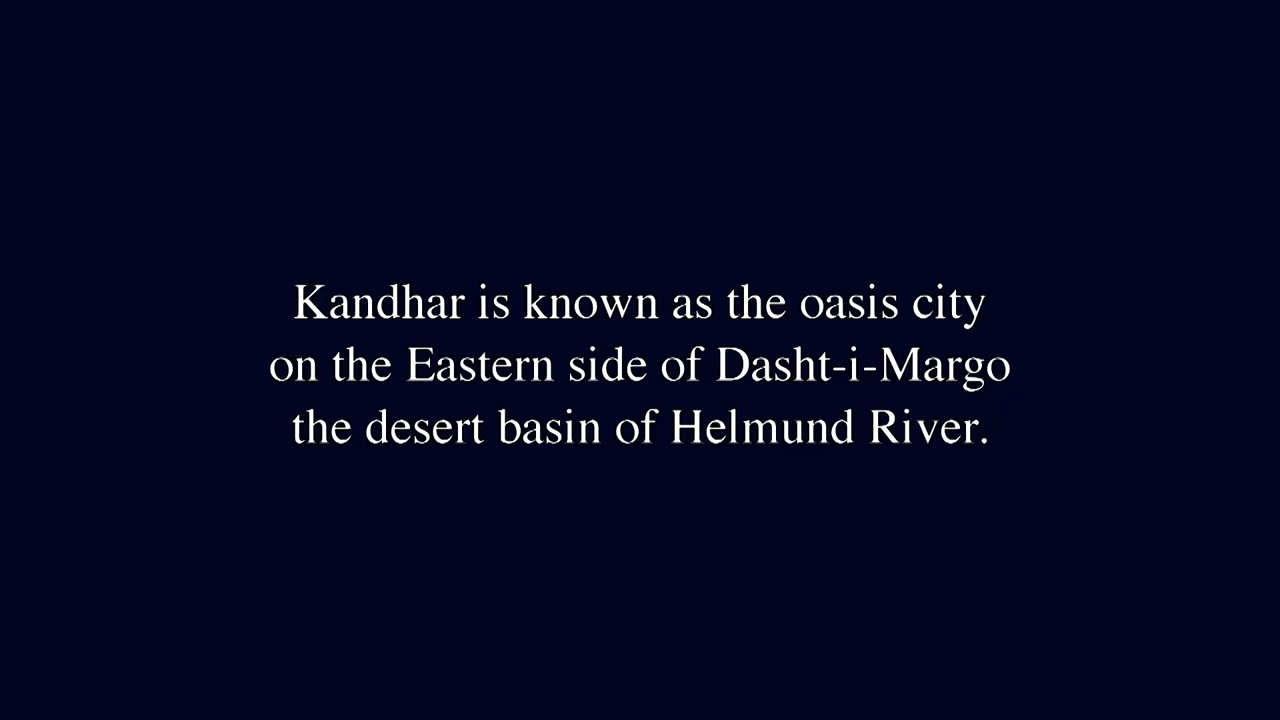 Kandhar is known as the oasis city
on the Eastern side of Dasht-i-Margo
the desert basin of Helmund River.